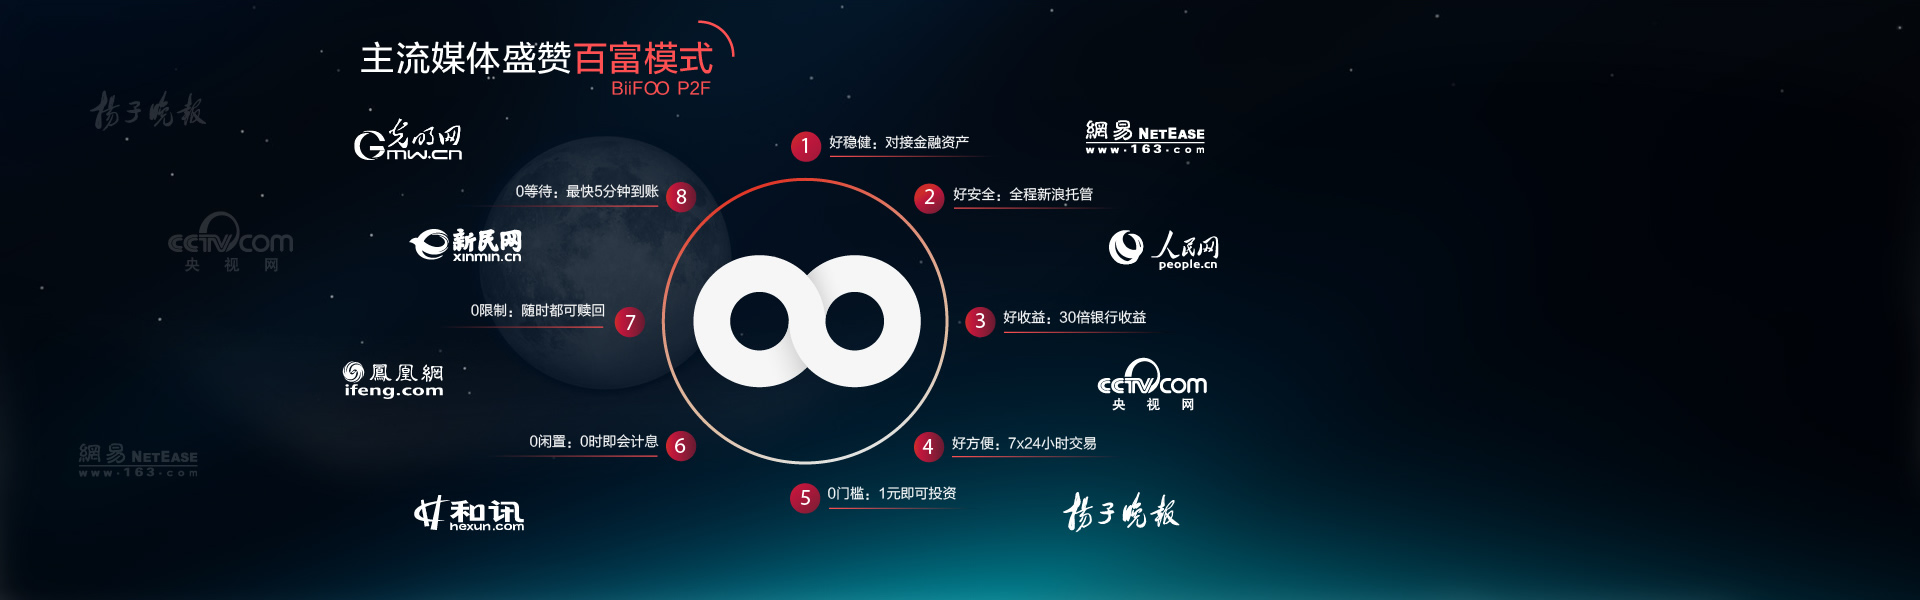 主流媒体盛赞百富模式
BiiFOO P2F
扬子晚报
光明网
GMW.CN
1 好稳健：对接金融资产
網易 NETEASE
www.163.com
8 0等待：最快5分钟到账
2 好安全：全程新浪托管
CCTV.com
央视网
新民网
xinmin.cn
人民网
people.cn
7 0限制：随时都可赎回
3 好收益：30倍银行收益
鳳凰網
ifeng.com
CCTV.com
央视网
6 0闲置：0时即会计息
4 好方便：7x24小时交易
網易 NETEASE
www.163.com
5 0门槛：1元即可投资
和讯
hexun.com
扬子晚报